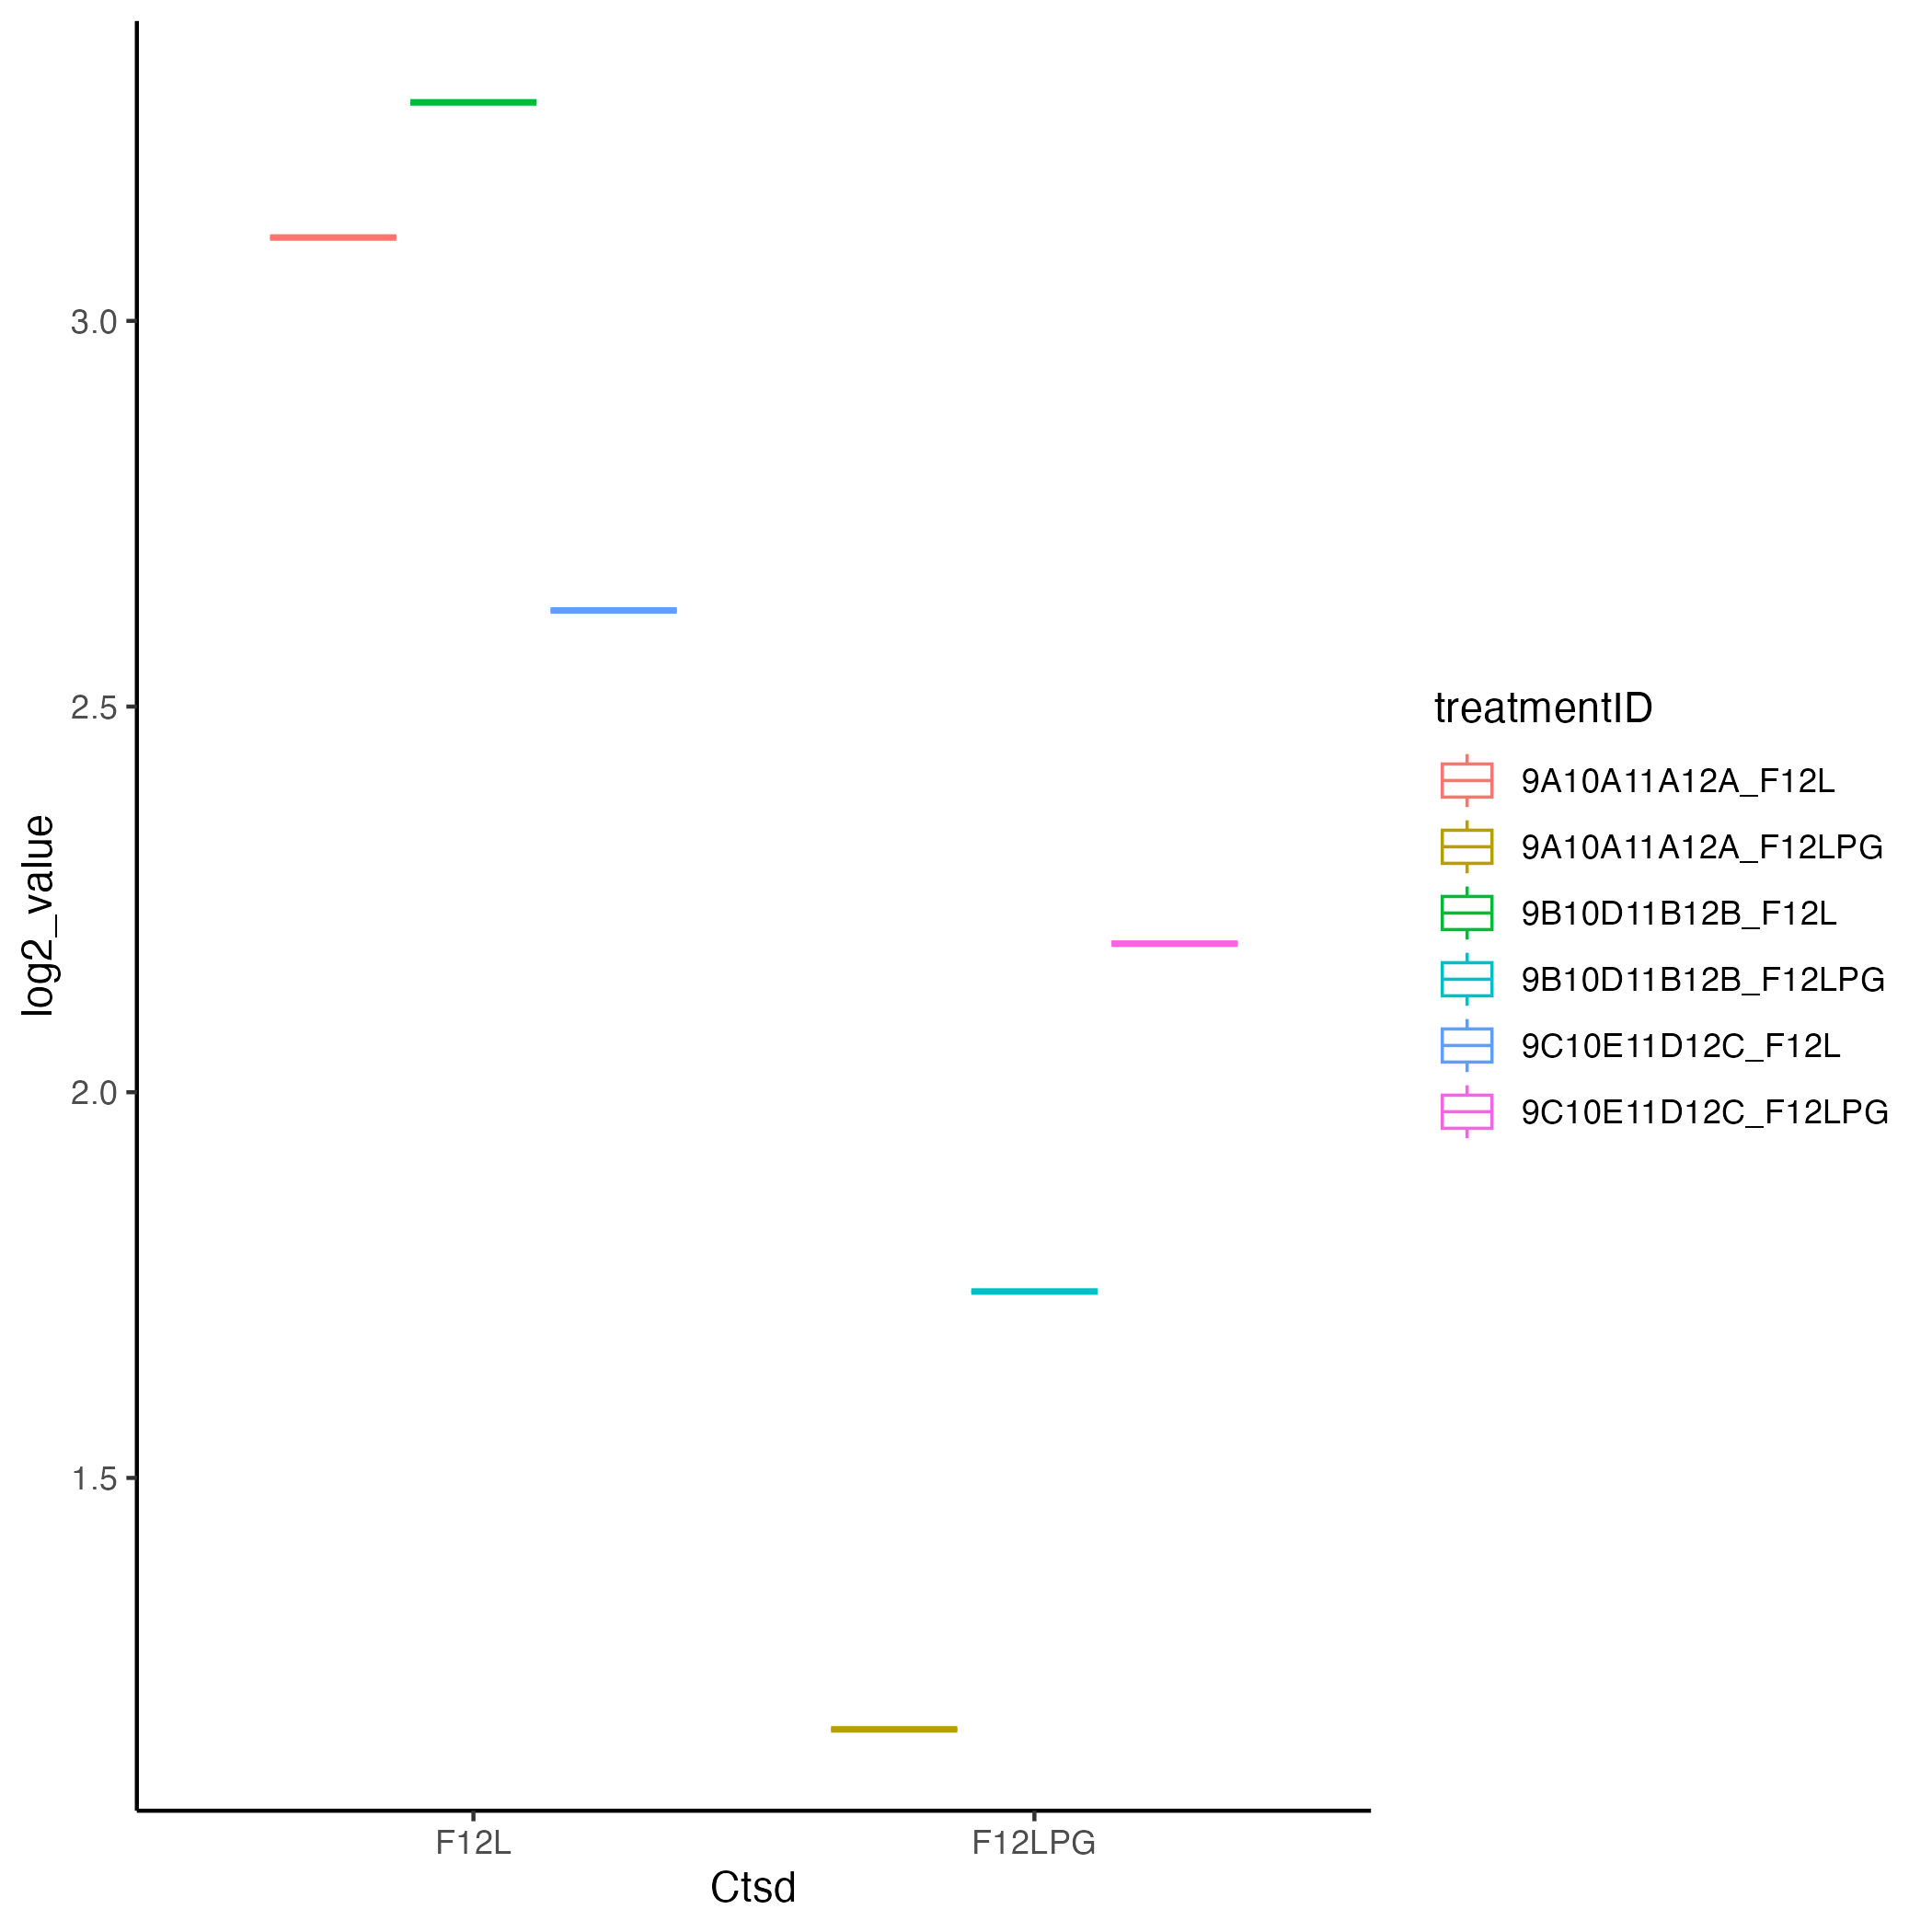 3.0
2.5
2.0
1.5
log2_value
F12L
F12LPG
Ctsd
treatmentID
9A10A11A12A_F12L
9A10A11A12A_F12LPG
9B10D11B12B_F12L
9B10D11B12B_F12LPG
9C10E11D12C_F12L
9C10E11D12C_F12LPG